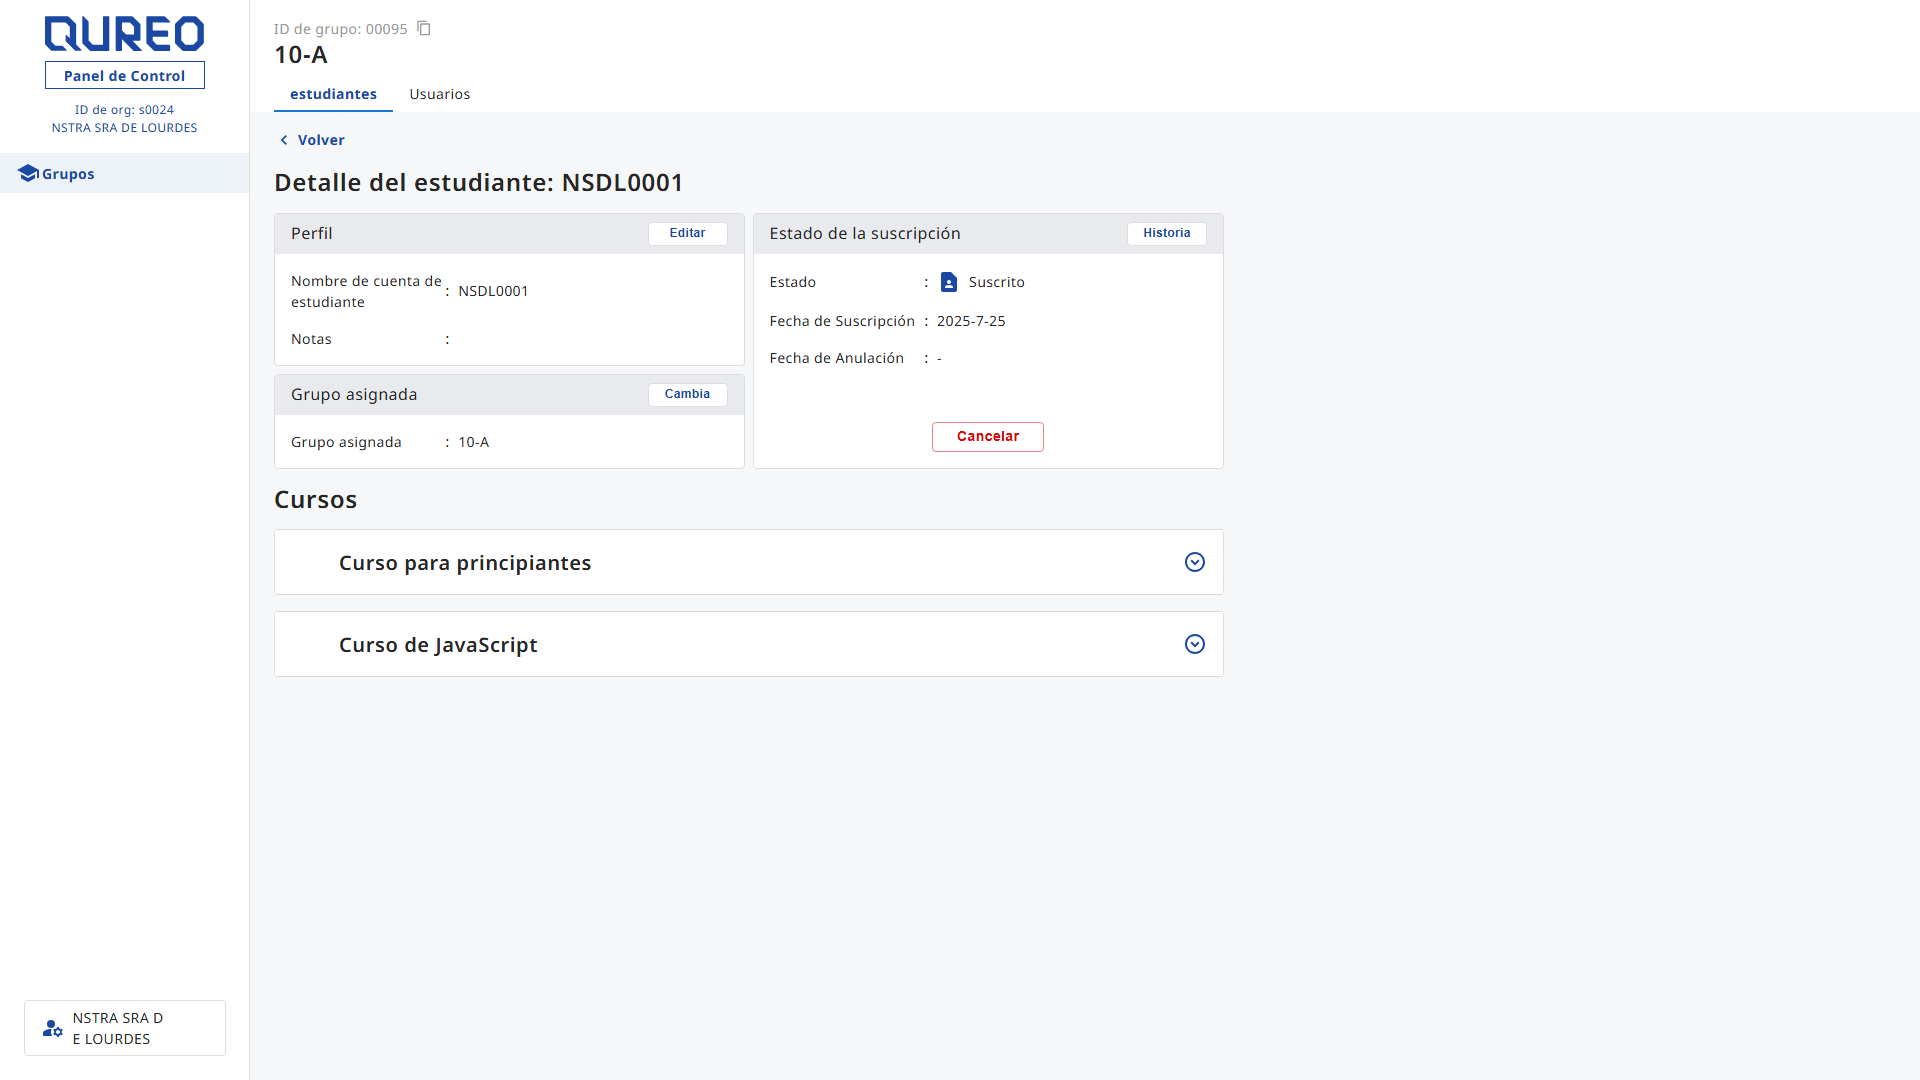 QUREO
Panel de Control
ID de org: s0024
NSTRA SRA DE LOURDES
Grupos
NSTRA SRA D
E LOURDES
ID de grupo: 00095
10-A
estudiantes
Usuarios
Volver
Detalle del estudiante: NSDL0001
Perfil
Editar
Nombre de cuenta de
estudiante
: NSDL0001
Notas :
Grupo asignada
Cambia
Grupo asignada : 10-A
Estado de la suscripción
Historia
Estado : Suscrito
Fecha de Suscripción : 2025-7-25
Fecha de Anulación : -
Cancelar
Cursos
Curso para principiantes
Curso de JavaScript